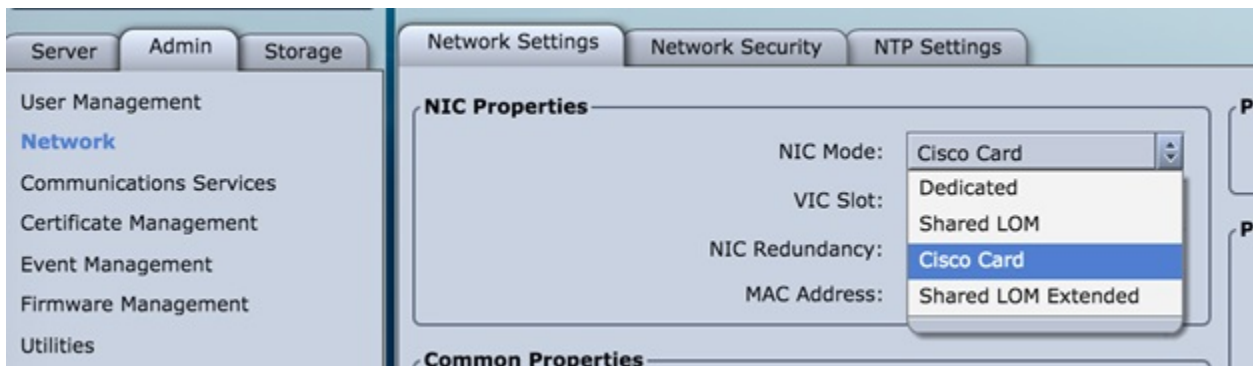 Server Admin Storage
User Management
Network
Communications Services
Certificate Management
Event Management
Firmware Management
Utilities
Network Settings Network Security NTP Settings
NIC Properties
NIC Mode: Cisco Card
Dedicated
Shared LOM
Cisco Card
Shared LOM Extended
VIC Slot:
NIC Redundancy:
MAC Address:
Common Properties
P
P